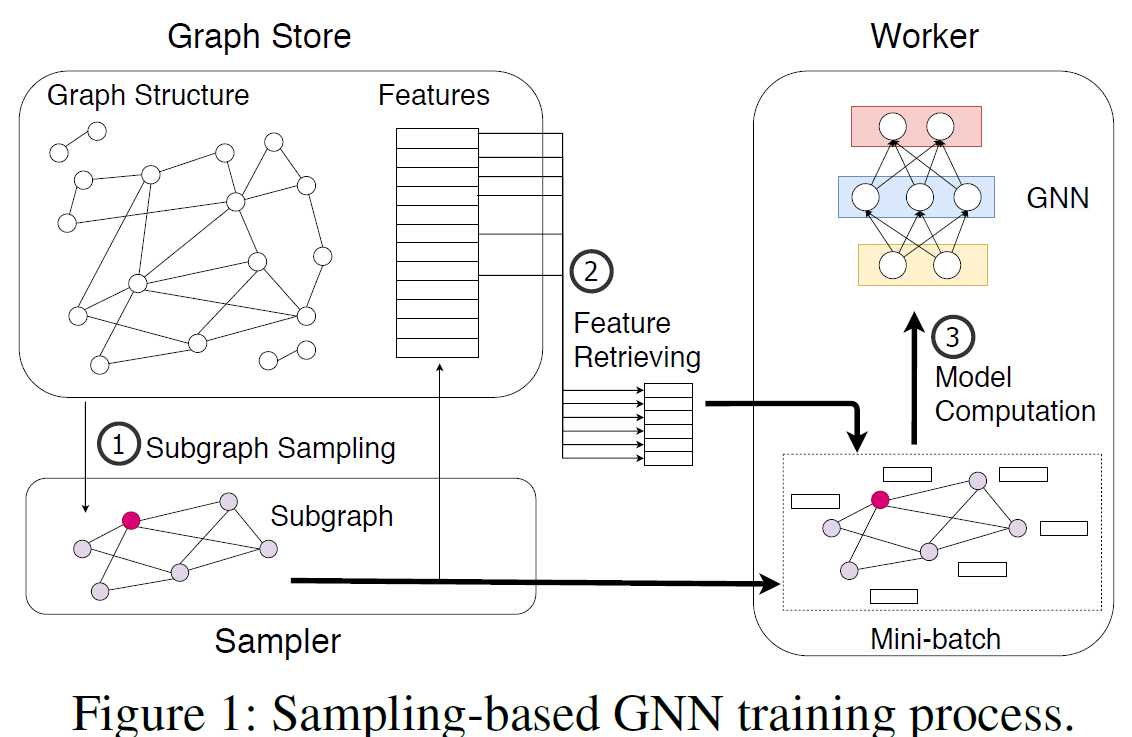 Graph Store
Worker
Graph Structure
Features
GNN
2
Feature
Retrieving
3
Model
Computation
1
Subgraph Sampling
Subgraph
Sampler
Mini-batch
Figure 1: Sampling-based GNN training process.